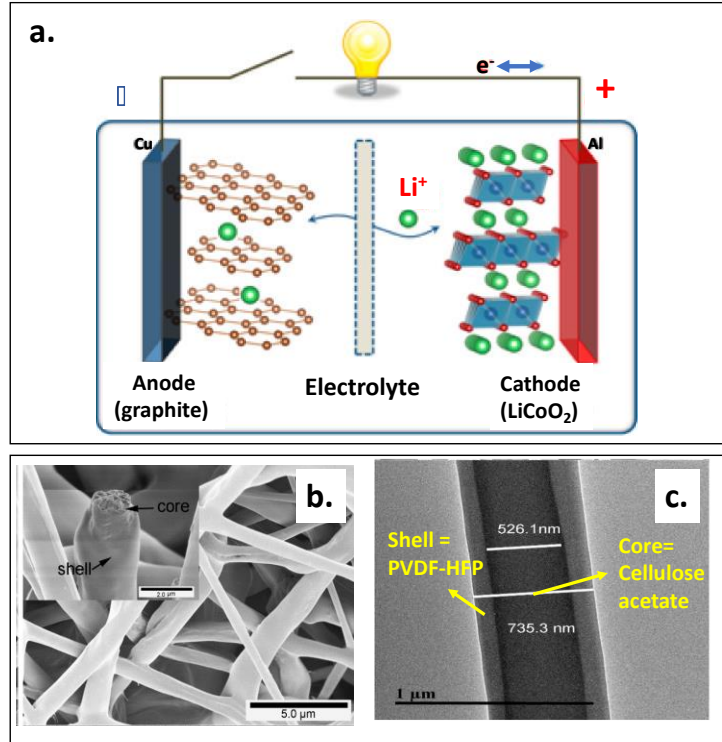 a.
e-
▯
+
Cu
Al
Li⁺
Anode
(graphite)
Electrolyte
Cathode
(LiCoO₂)
b.
core
shell
2.0 µm
5.0 µm
c.
526.1nm
Shell =
PVDF-HFP
Core=
Cellulose
acetate
735.3 nm
1 µm